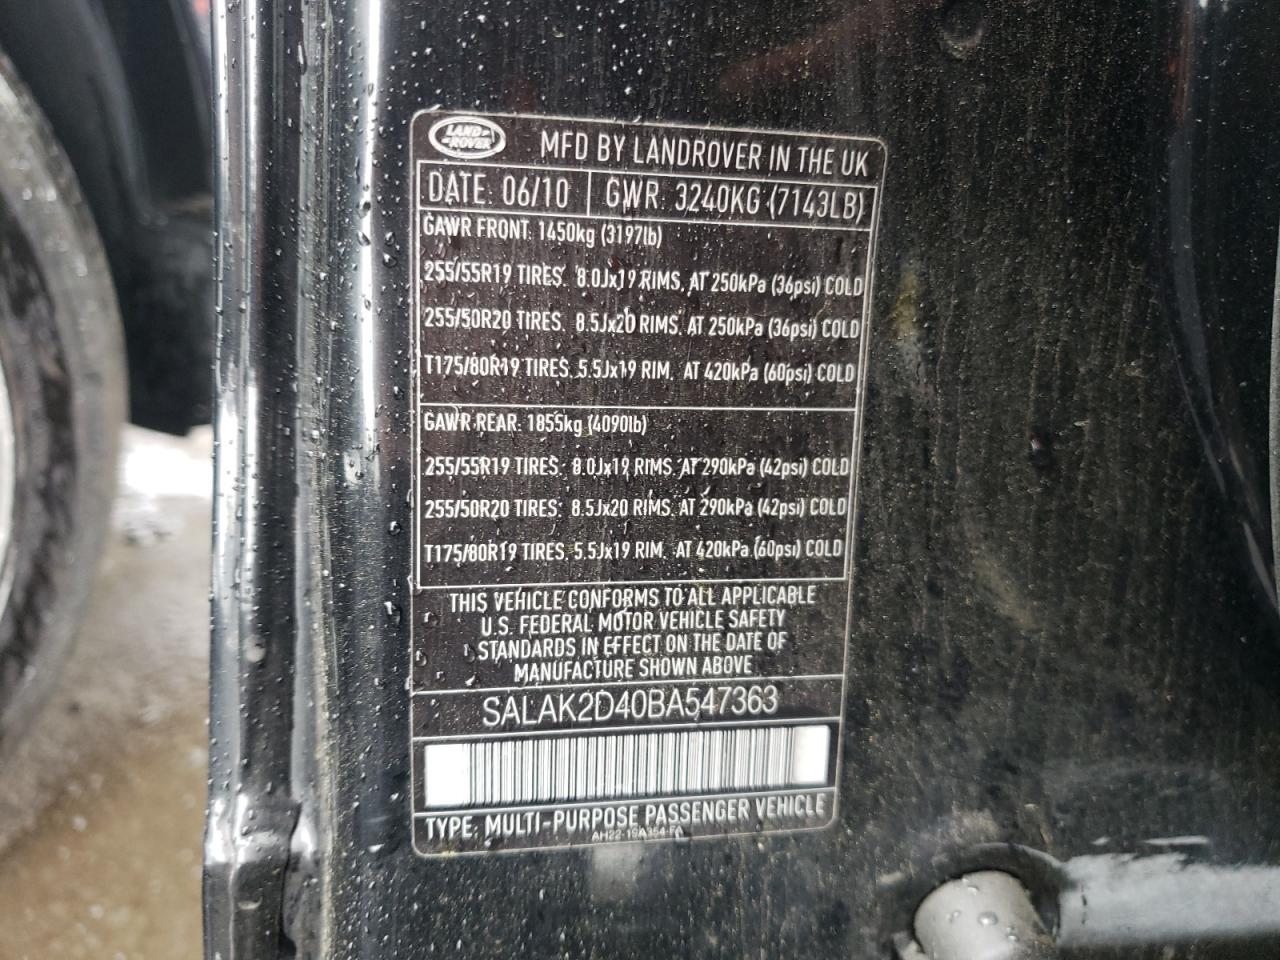 LAND ROVER
MFD BY LANDROVER IN THE UK
DATE: 06/10 GWR: 3240KG (7143LB)
GAWR FRONT: 1450kg (3197lb)
255/55R19 TIRES. 8.0Jx19 RIMS, AT 250kPa (36psi) COLD
255/50R20 TIRES. 8.5Jx20 RIMS. AT 250kPa (36psi) COLD
T175/80R19 TIRES. 5.5Jx19 RIM, AT 420kPa (60psi) COLD
GAWR REAR: 1855kg (4090lb)
255/55R19 TIRES: 8.0Jx19 RIMS, AT 290kPa (42psi) COLD
255/50R20 TIRES: 8.5Jx20 RIMS, AT 290kPa (42psi) COLD
T175/80R19 TIRES. 5.5Jx19 RIM, AT 420kPa (60psi) COLD
THIS VEHICLE CONFORMS TO ALL APPLICABLE
U.S. FEDERAL MOTOR VEHICLE SAFETY
STANDARDS IN EFFECT ON THE DATE OF
MANUFACTURE SHOWN ABOVE
SALAK2D40BA547363
TYPE: MULTI-PURPOSE PASSENGER VEHICLE
AH22-19A354-FA